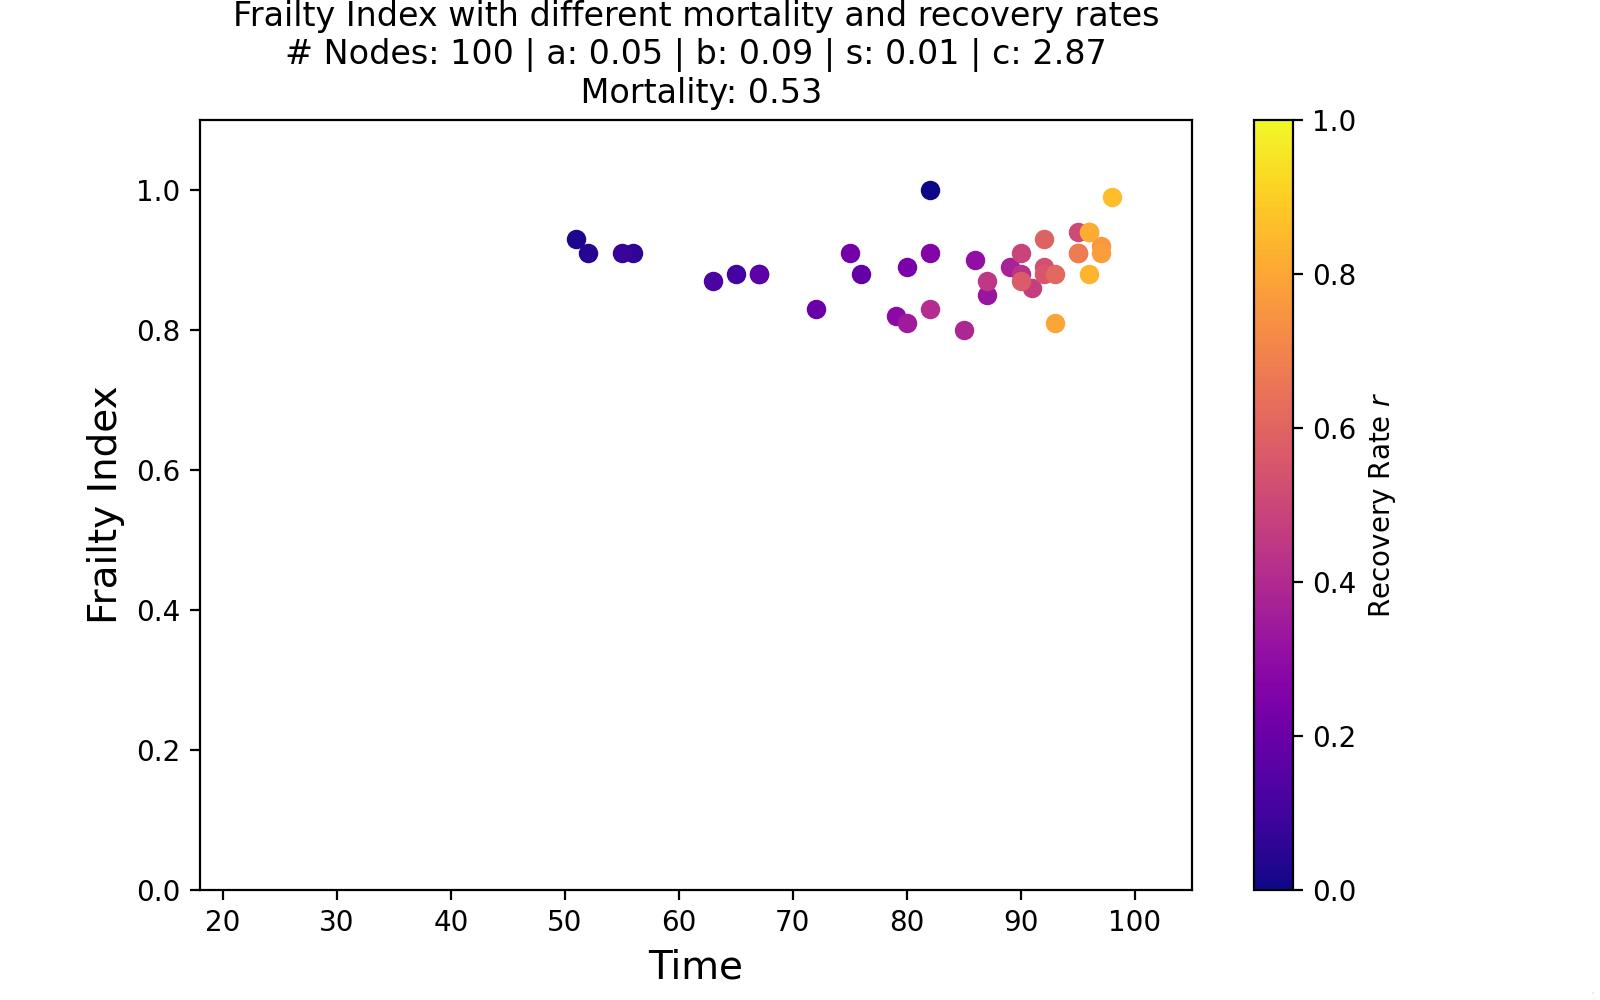 Frailty Index with different mortality and recovery rates
# Nodes: 100 | a: 0.05 | b: 0.09 | s: 0.01 | c: 2.87
Mortality: 0.53
1.0
0.8
0.6
0.4
0.2
0.0
Frailty Index
20 30 40 50 60 70 80 90 100
Time
1.0
0.8
0.6
0.4
0.2
0.0
Recovery Rate r